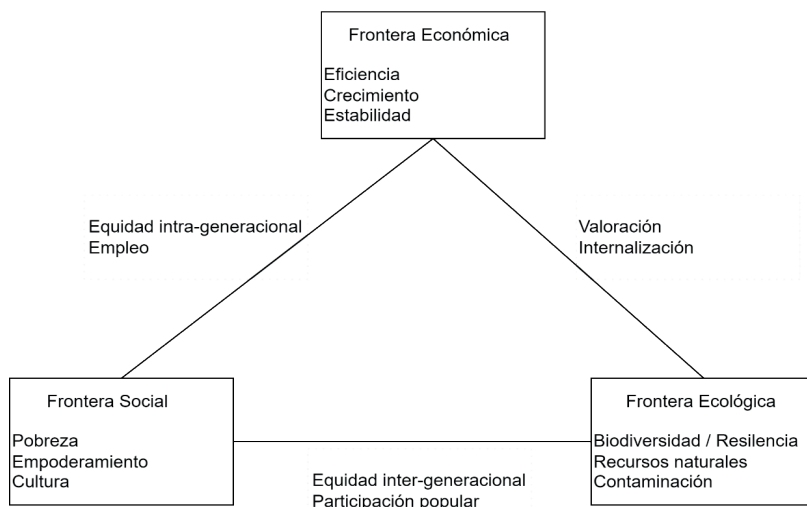 Frontera Económica
Eficiencia
Crecimiento
Estabilidad
Equidad intra-generacional
Empleo
Valoración
Internalización
Frontera Social
Pobreza
Empoderamiento
Cultura
Frontera Ecológica
Biodiversidad / Resilencia
Recursos naturales
Contaminación
Equidad inter-generacional
Participación popular